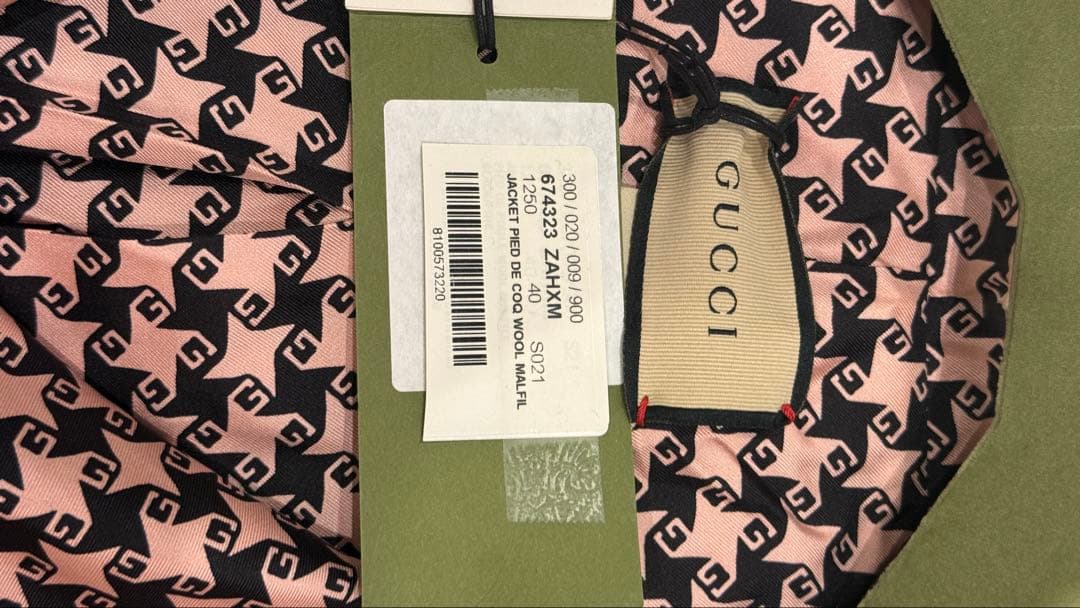 300 / 020 / 009 / 900
674323 ZAHXM
1250 40 S021
JACKET PIED DE COQ WOOL MALFIL
8100573220
GUCCI